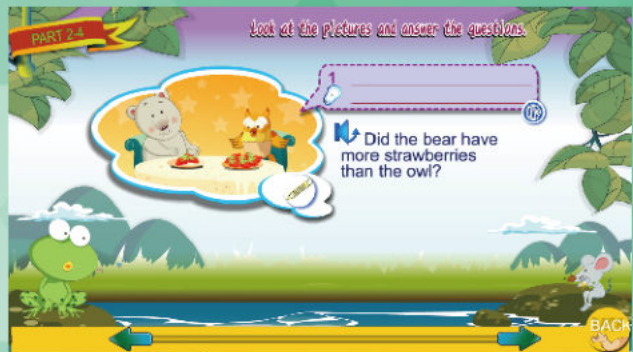 PART 2-4
Look at the pictures and answer the questions.
1
Did the bear have
more strawberries
than the owl?
BACK